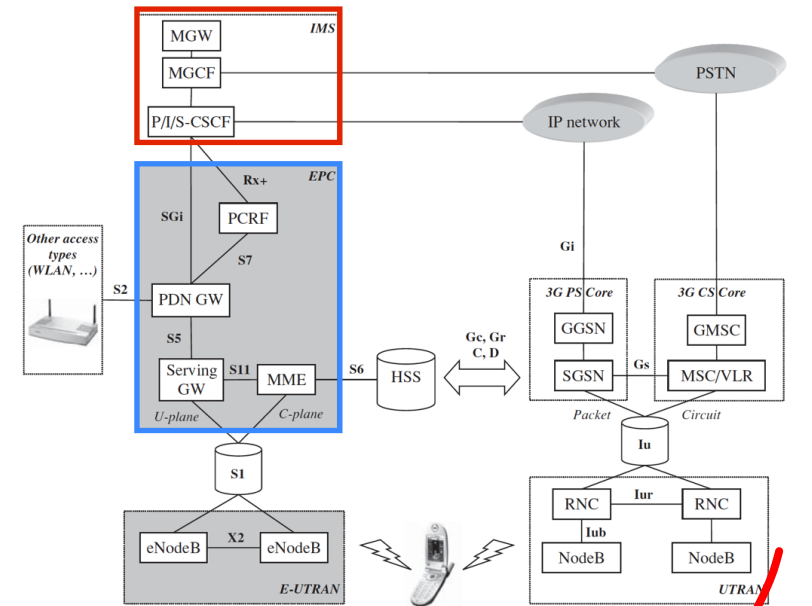 IMS
MGW
MGCF
P/I/S-CSCF
PSTN
IP network
EPC
Rx+
SGi
PCRF
S7
Gi
Other access
types
(WLAN, ...)
S2
PDN GW
S5
Serving
GW
S11
MME
S6
HSS
U-plane
C-plane
Gc, Gr
C, D
3G PS Core
GGSN
SGSN
Gs
3G CS Core
GMSC
MSC/VLR
Packet
Circuit
S1
Iu
eNodeB
X2
eNodeB
E-UTRAN
RNC
Iur
RNC
Iub
NodeB
NodeB
UTRAN